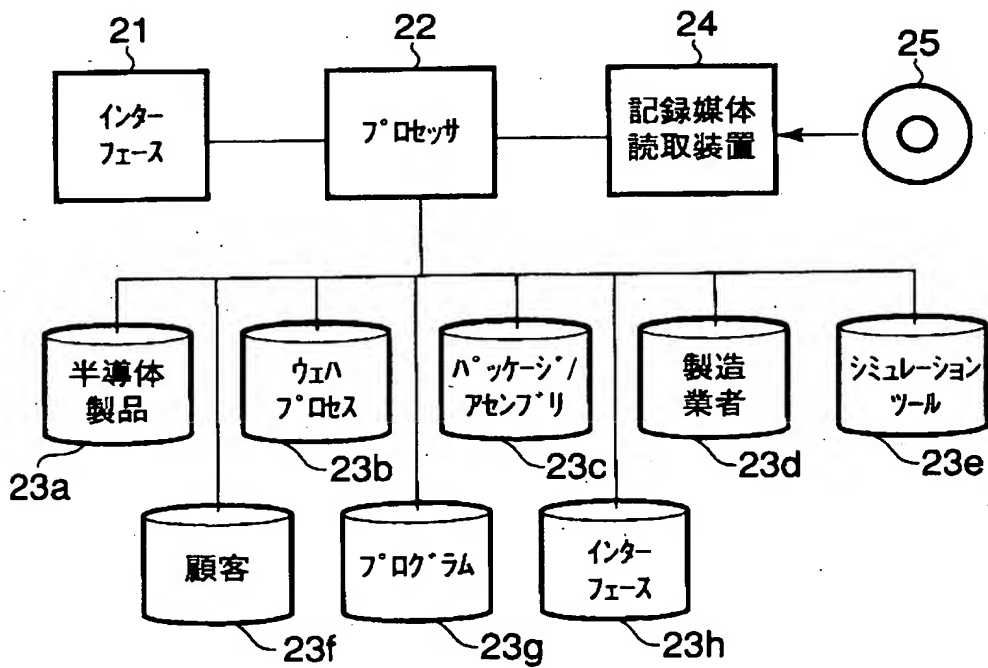 21
22
24
25
インター
フェース
プロセッサ
記録媒体
読取装置
半導体
製品
ウェハ
プロセス
パッケージ/
アセンブリ
製造
業者
シミュレーション
ツール
23a
23b
23c
23d
23e
顧客
プログラム
インター
フェース
23f
23g
23h